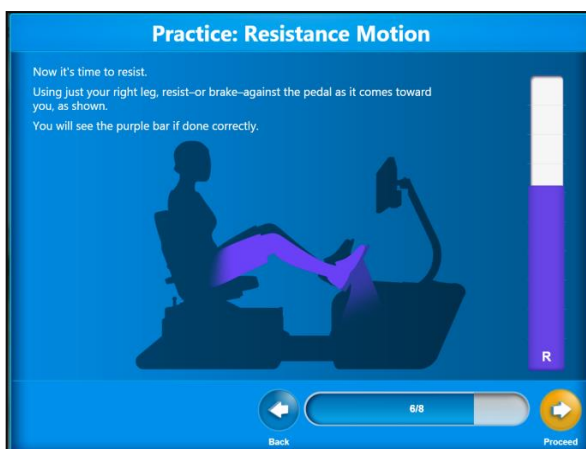 Practice: Resistance Motion
Now it's time to resist.
Using just your right leg, resist–or brake–against the pedal as it comes toward
you, as shown.
You will see the purple bar if done correctly.
R
6/8
Back
Proceed